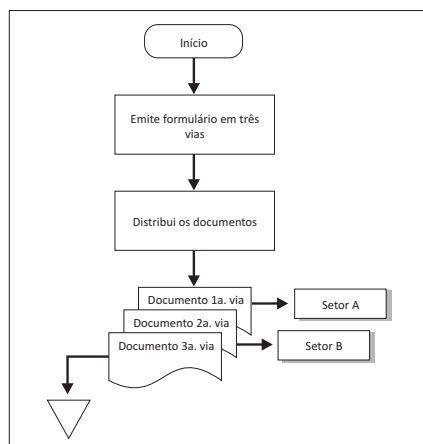 Início
Emite formulário em três
vias
Distribui os documentos
Documento 1a. via
Setor A
Documento 2a. via
Documento 3a. via
Setor B